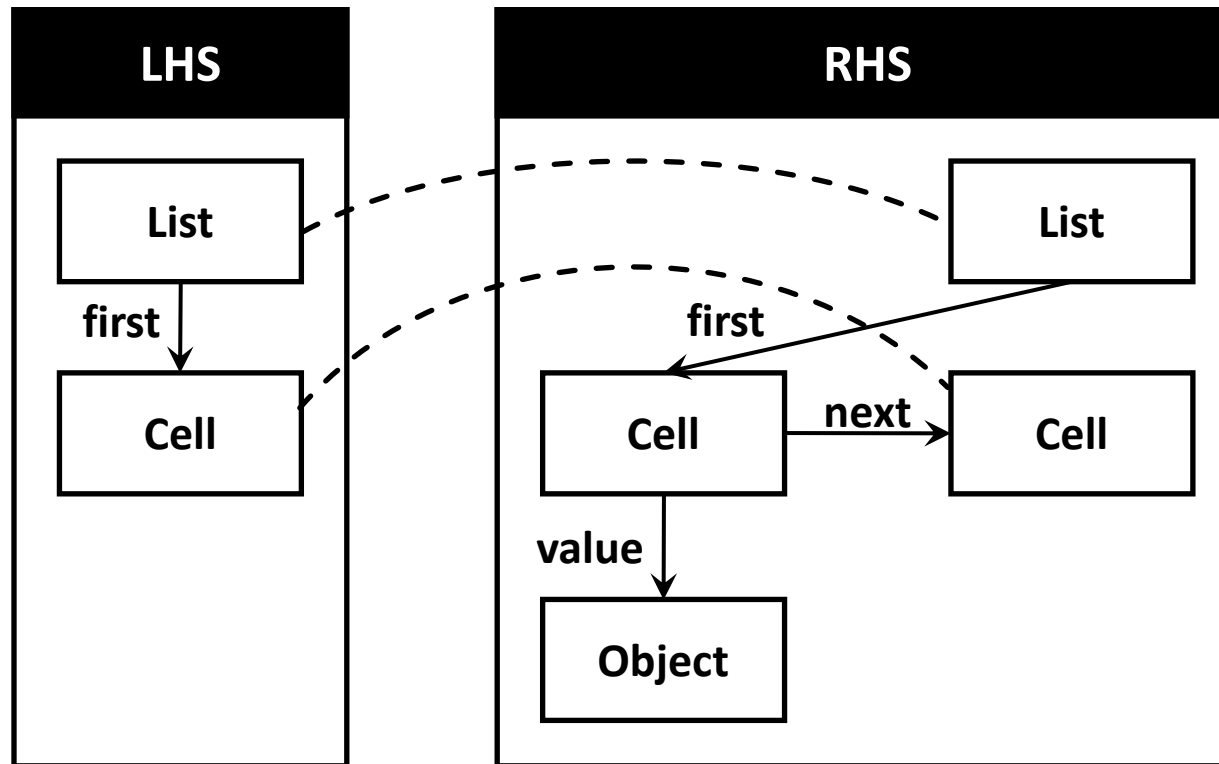 LHS
RHS
List
List
first
first
Cell
Cell
next
Cell
value
Object